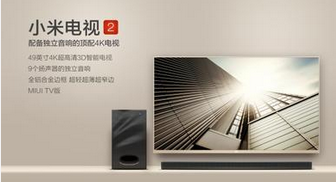 小米电视 2
配备独立音响的顶配4K电视
49英寸4K超高清3D智能电视
9个扬声器的独立音响
全铝合金边框 超轻超薄超窄边
MIUI TV版